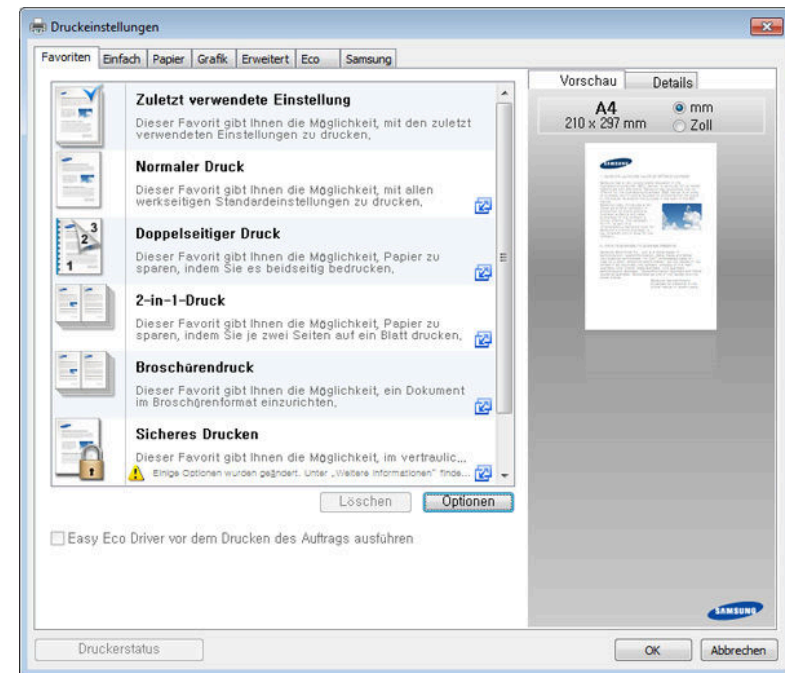 Druckeinstellungen
Favoriten Einfach Papier Grafik Erweitert Eco Samsung
Zuletzt verwendete Einstellung
Dieser Favorit gibt Ihnen die Möglichkeit, mit den zuletzt
verwendeten Einstellungen zu drucken.
Normaler Druck
Dieser Favorit gibt Ihnen die Möglichkeit, mit allen
werkseitigen Standardeinstellungen zu drucken.
3
2
1
Doppelseitiger Druck
Dieser Favorit gibt Ihnen die Möglichkeit, Papier zu
sparen, indem Sie es beidseitig bedrucken.
2-in-1-Druck
Dieser Favorit gibt Ihnen die Möglichkeit, Papier zu
sparen, indem Sie je zwei Seiten auf ein Blatt drucken.
Broschürendruck
Dieser Favorit gibt Ihnen die Möglichkeit, ein Dokument
im Broschürenformat einzurichten.
Sicheres Drucken
Dieser Favorit gibt Ihnen die Möglichkeit, im vertraulic...
Einige Optionen wurden geändert. Unter „Weitere Informationen" finde...
Löschen Optionen
Easy Eco Driver vor dem Drucken des Auftrags ausführen
Vorschau Details
A4 mm
210 x 297 mm Zoll
SAMSUNG
SAMSUNG
Druckerstatus OK Abbrechen